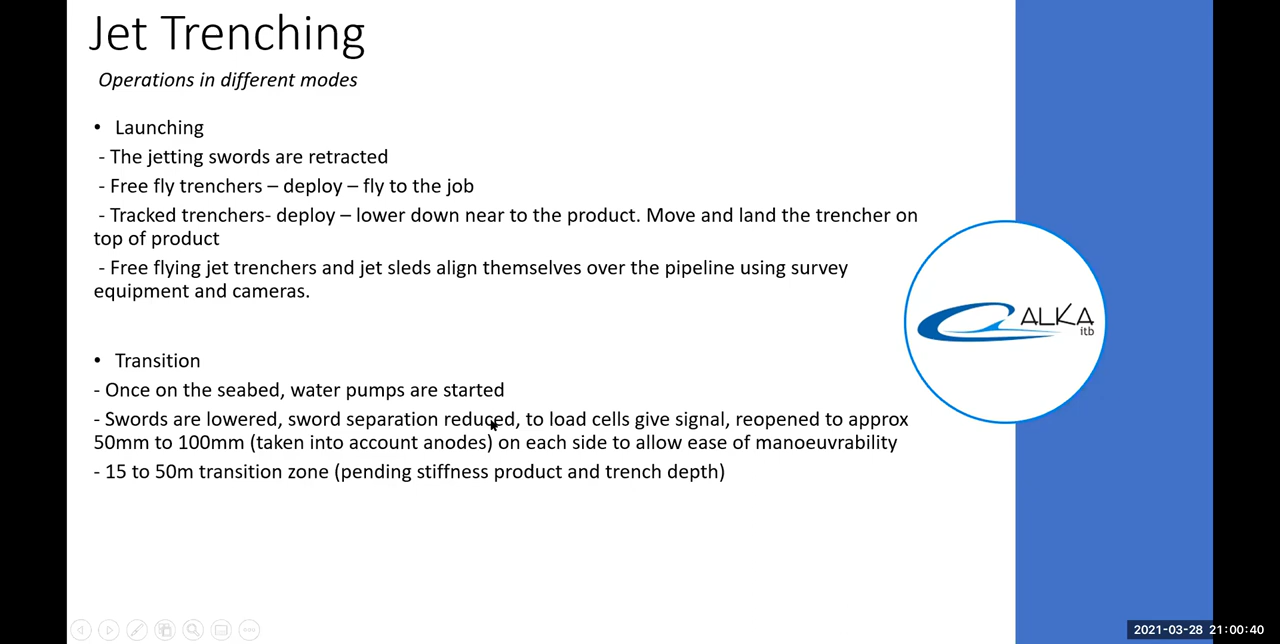 Jet Trenching
Operations in different modes
• Launching
- The jetting swords are retracted
- Free fly trenchers – deploy – fly to the job
- Tracked trenchers- deploy – lower down near to the product. Move and land the trencher on
top of product
- Free flying jet trenchers and jet sleds align themselves over the pipeline using survey
equipment and cameras.
ALKA
itb
• Transition
- Once on the seabed, water pumps are started
- Swords are lowered, sword separation reduced, to load cells give signal, reopened to approx
50mm to 100mm (taken into account anodes) on each side to allow ease of manoeuvrability
- 15 to 50m transition zone (pending stiffness product and trench depth)
2021-03-28 21:00:40